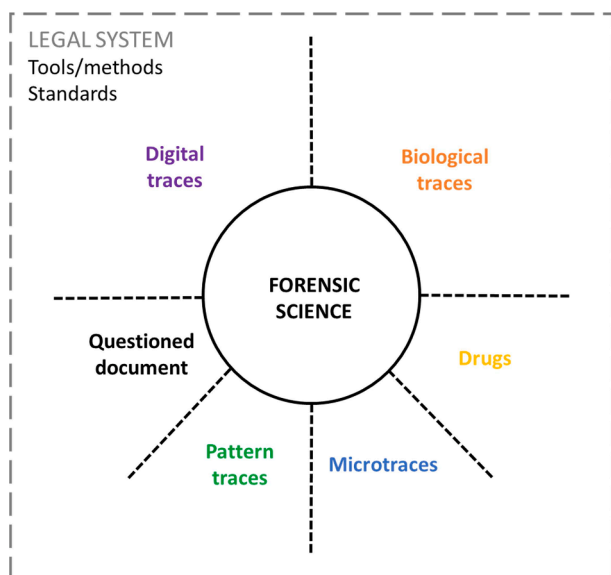 LEGAL SYSTEM
Tools/methods
Standards
Digital
traces
Biological
traces
FORENSIC
SCIENCE
Questioned
document
Drugs
Pattern
traces
Microtraces